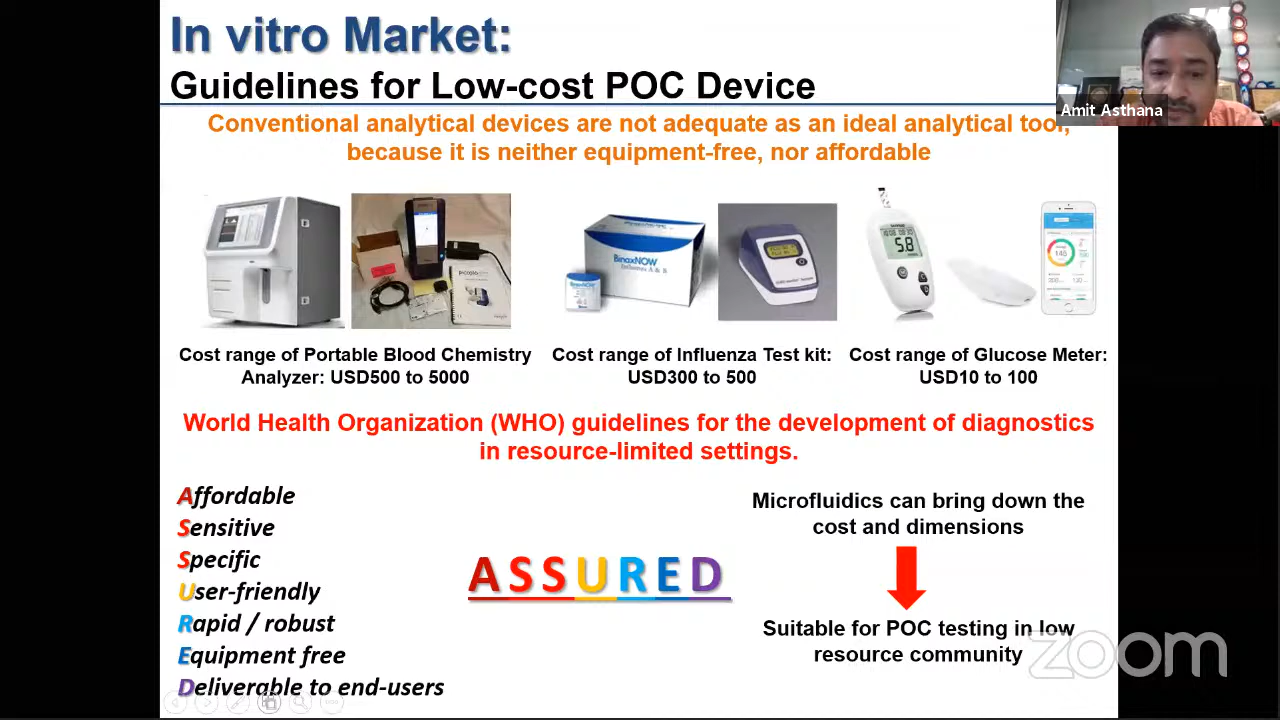 In vitro Market:
Guidelines for Low-cost POC Device
Amit Asthana
Conventional analytical devices are not adequate as an ideal analytical tool,
because it is neither equipment-free, nor affordable
BinaxNOW
Influenza A & B
BinaxNOW
piccolo
5.8
Cost range of Portable Blood Chemistry
Analyzer: USD500 to 5000
Cost range of Influenza Test kit:
USD300 to 500
Cost range of Glucose Meter:
USD10 to 100
World Health Organization (WHO) guidelines for the development of diagnostics
in resource-limited settings.
Affordable
Sensitive
Specific
User-friendly
Rapid / robust
Equipment free
Deliverable to end-users
ASSURED
Microfluidics can bring down the
cost and dimensions
Suitable for POC testing in low
resource community
zoom